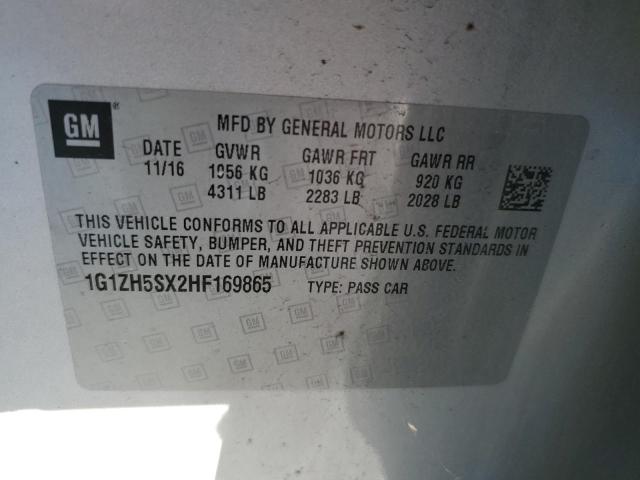 GM
MFD BY GENERAL MOTORS LLC
DATE GVWR GAWR FRT GAWR RR
11/16 1956 KG 1036 KG 920 KG
4311 LB 2283 LB 2028 LB
THIS VEHICLE CONFORMS TO ALL APPLICABLE U.S. FEDERAL MOTOR
VEHICLE SAFETY, BUMPER, AND THEFT PREVENTION STANDARDS IN
EFFECT ON THE DATE OF MANUFACTURE SHOWN ABOVE.
1G1ZH5SX2HF169865 TYPE: PASS CAR